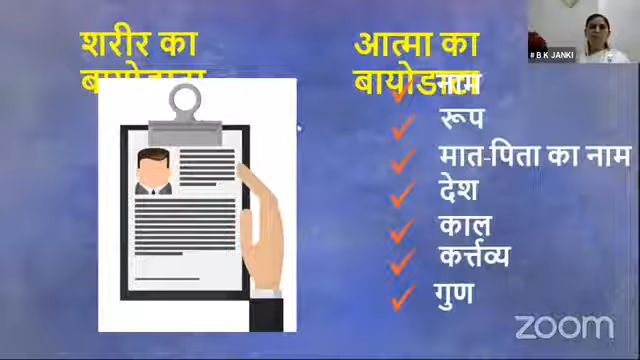 शरीर का
बायोडाटा
आत्मा का
बायोडाटा
नाम
रूप
मात-पिता का नाम
देश
काल
कर्त्तव्य
गुण
# B K JANKI
zoom